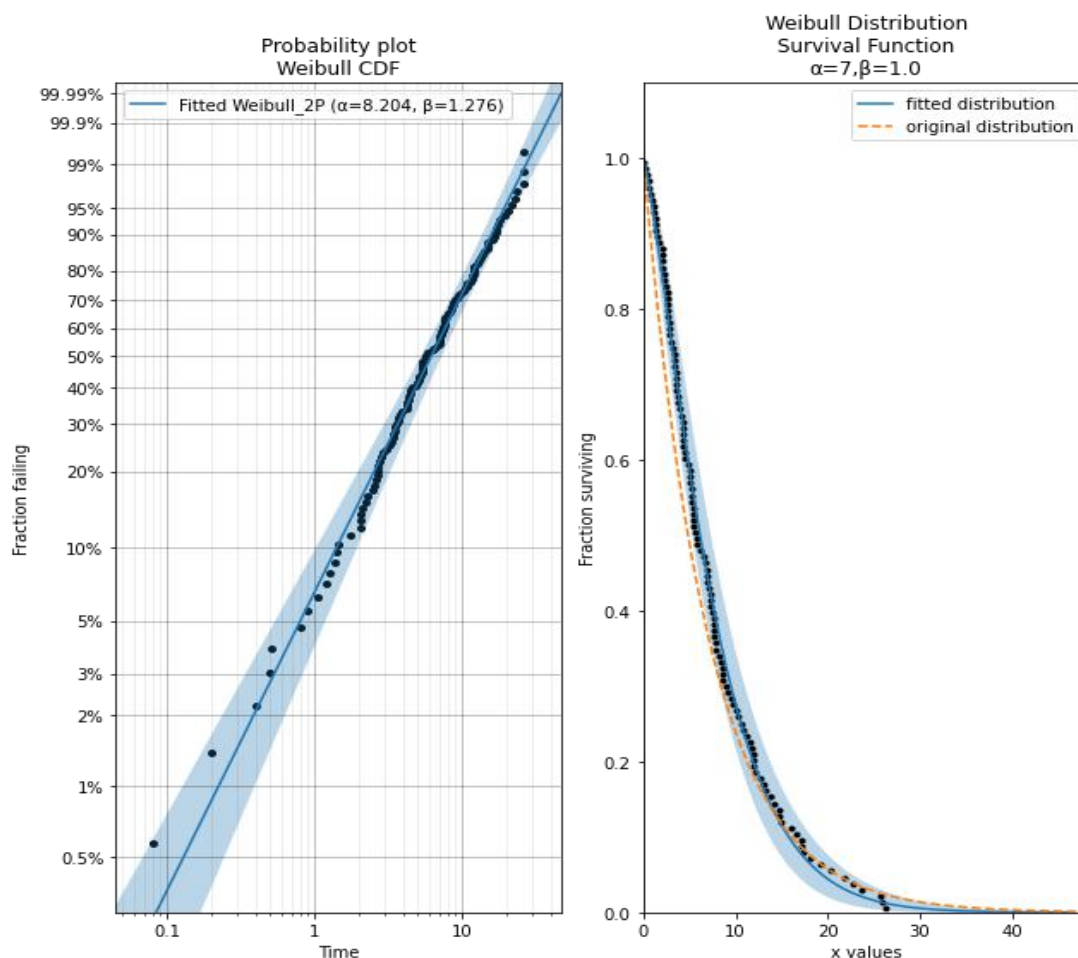 Probability plot
Weibull CDF
Fitted Weibull_2P (α=8.204, β=1.276)
99.99%
99.9%
99%
95%
90%
80%
70%
60%
50%
40%
30%
20%
10%
5%
3%
2%
1%
0.5%
Fraction failing
0.1
1
10
Time
Weibull Distribution
Survival Function
α=7,β=1.0
fitted distribution
original distribution
1.0
0.8
0.6
0.4
0.2
0.0
Fraction surviving
0
10
20
30
40
x values